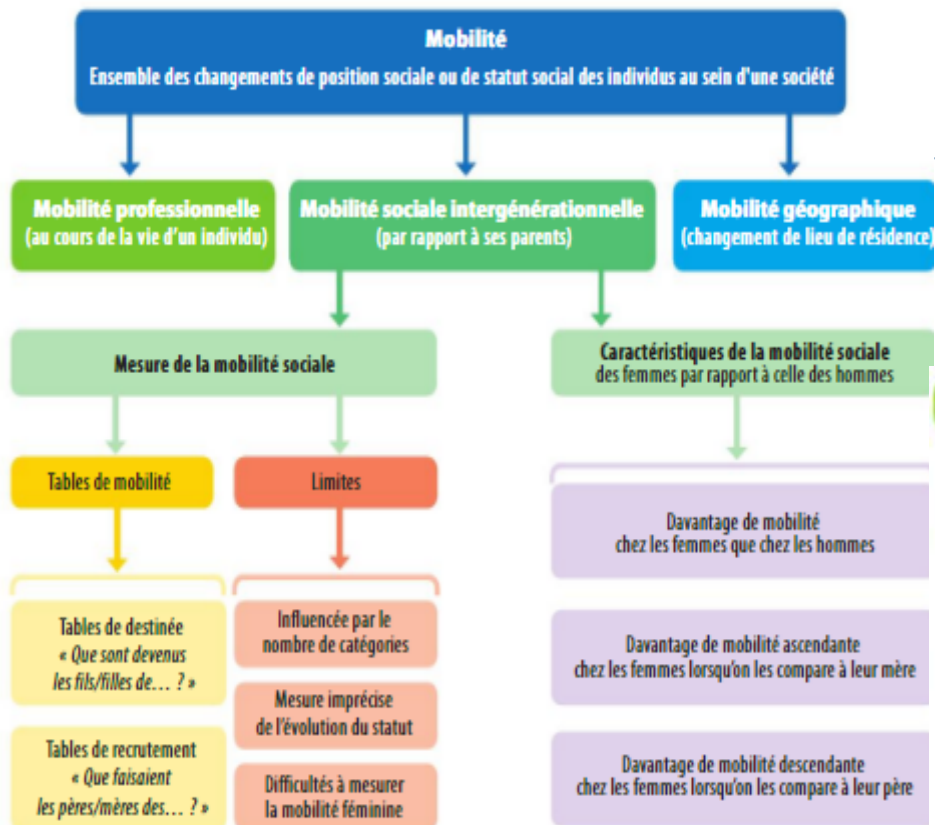 Mobilité
Ensemble des changements de position sociale ou de statut social des individus au sein d'une société
Mobilité professionnelle
(au cours de la vie d'un individu)
Mobilité sociale intergénérationnelle
(par rapport à ses parents)
Mobilité géographique
(changement de lieu de résidence)
Mesure de la mobilité sociale
Caractéristiques de la mobilité sociale
des femmes par rapport à celle des hommes
Tables de mobilité
Limites
Tables de destinée
« Que sont devenus
les fils/filles de... ? »
Tables de recrutement
« Que faisaient
les pères/mères des... ? »
Influencée par le
nombre de catégories
Mesure imprécise
de l'évolution du statut
Difficultés à mesurer
la mobilité féminine
Davantage de mobilité
chez les femmes que chez les hommes
Davantage de mobilité ascendante
chez les femmes lorsqu'on les compare à leur mère
Davantage de mobilité descendante
chez les femmes lorsqu'on les compare à leur père